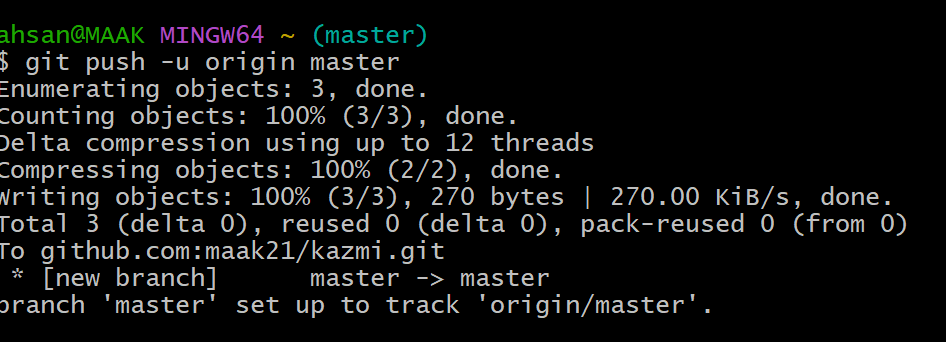 ahsan@MAAK MINGW64 ~ (master)
$ git push -u origin master
Enumerating objects: 3, done.
Counting objects: 100% (3/3), done.
Delta compression using up to 12 threads
Compressing objects: 100% (2/2), done.
Writing objects: 100% (3/3), 270 bytes | 270.00 KiB/s, done.
Total 3 (delta 0), reused 0 (delta 0), pack-reused 0 (from 0)
To github.com:maak21/kazmi.git
 * [new branch]      master -> master
branch 'master' set up to track 'origin/master'.